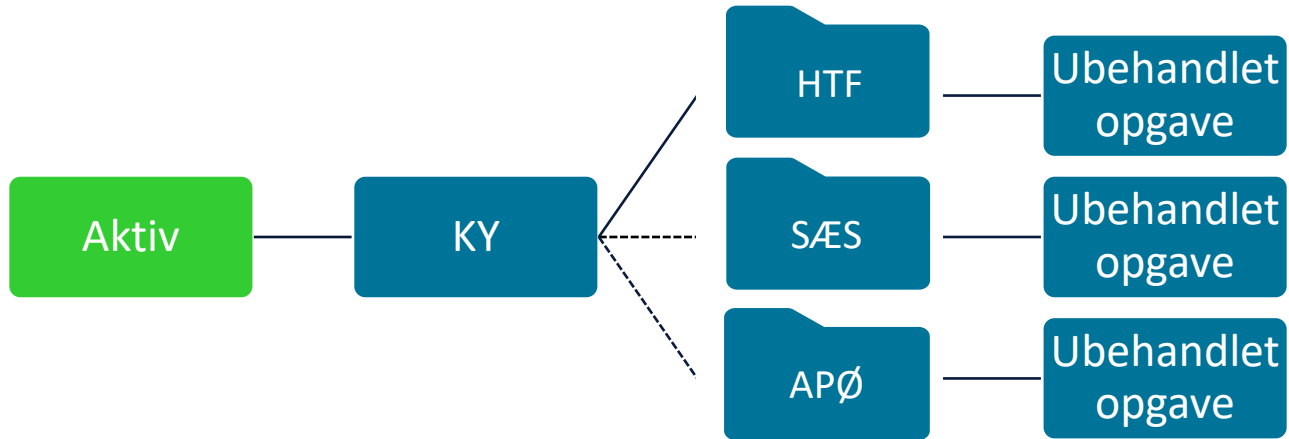 Aktiv
KY
HTF
Ubehandlet
opgave
SÆS
Ubehandlet
opgave
APØ
Ubehandlet
opgave